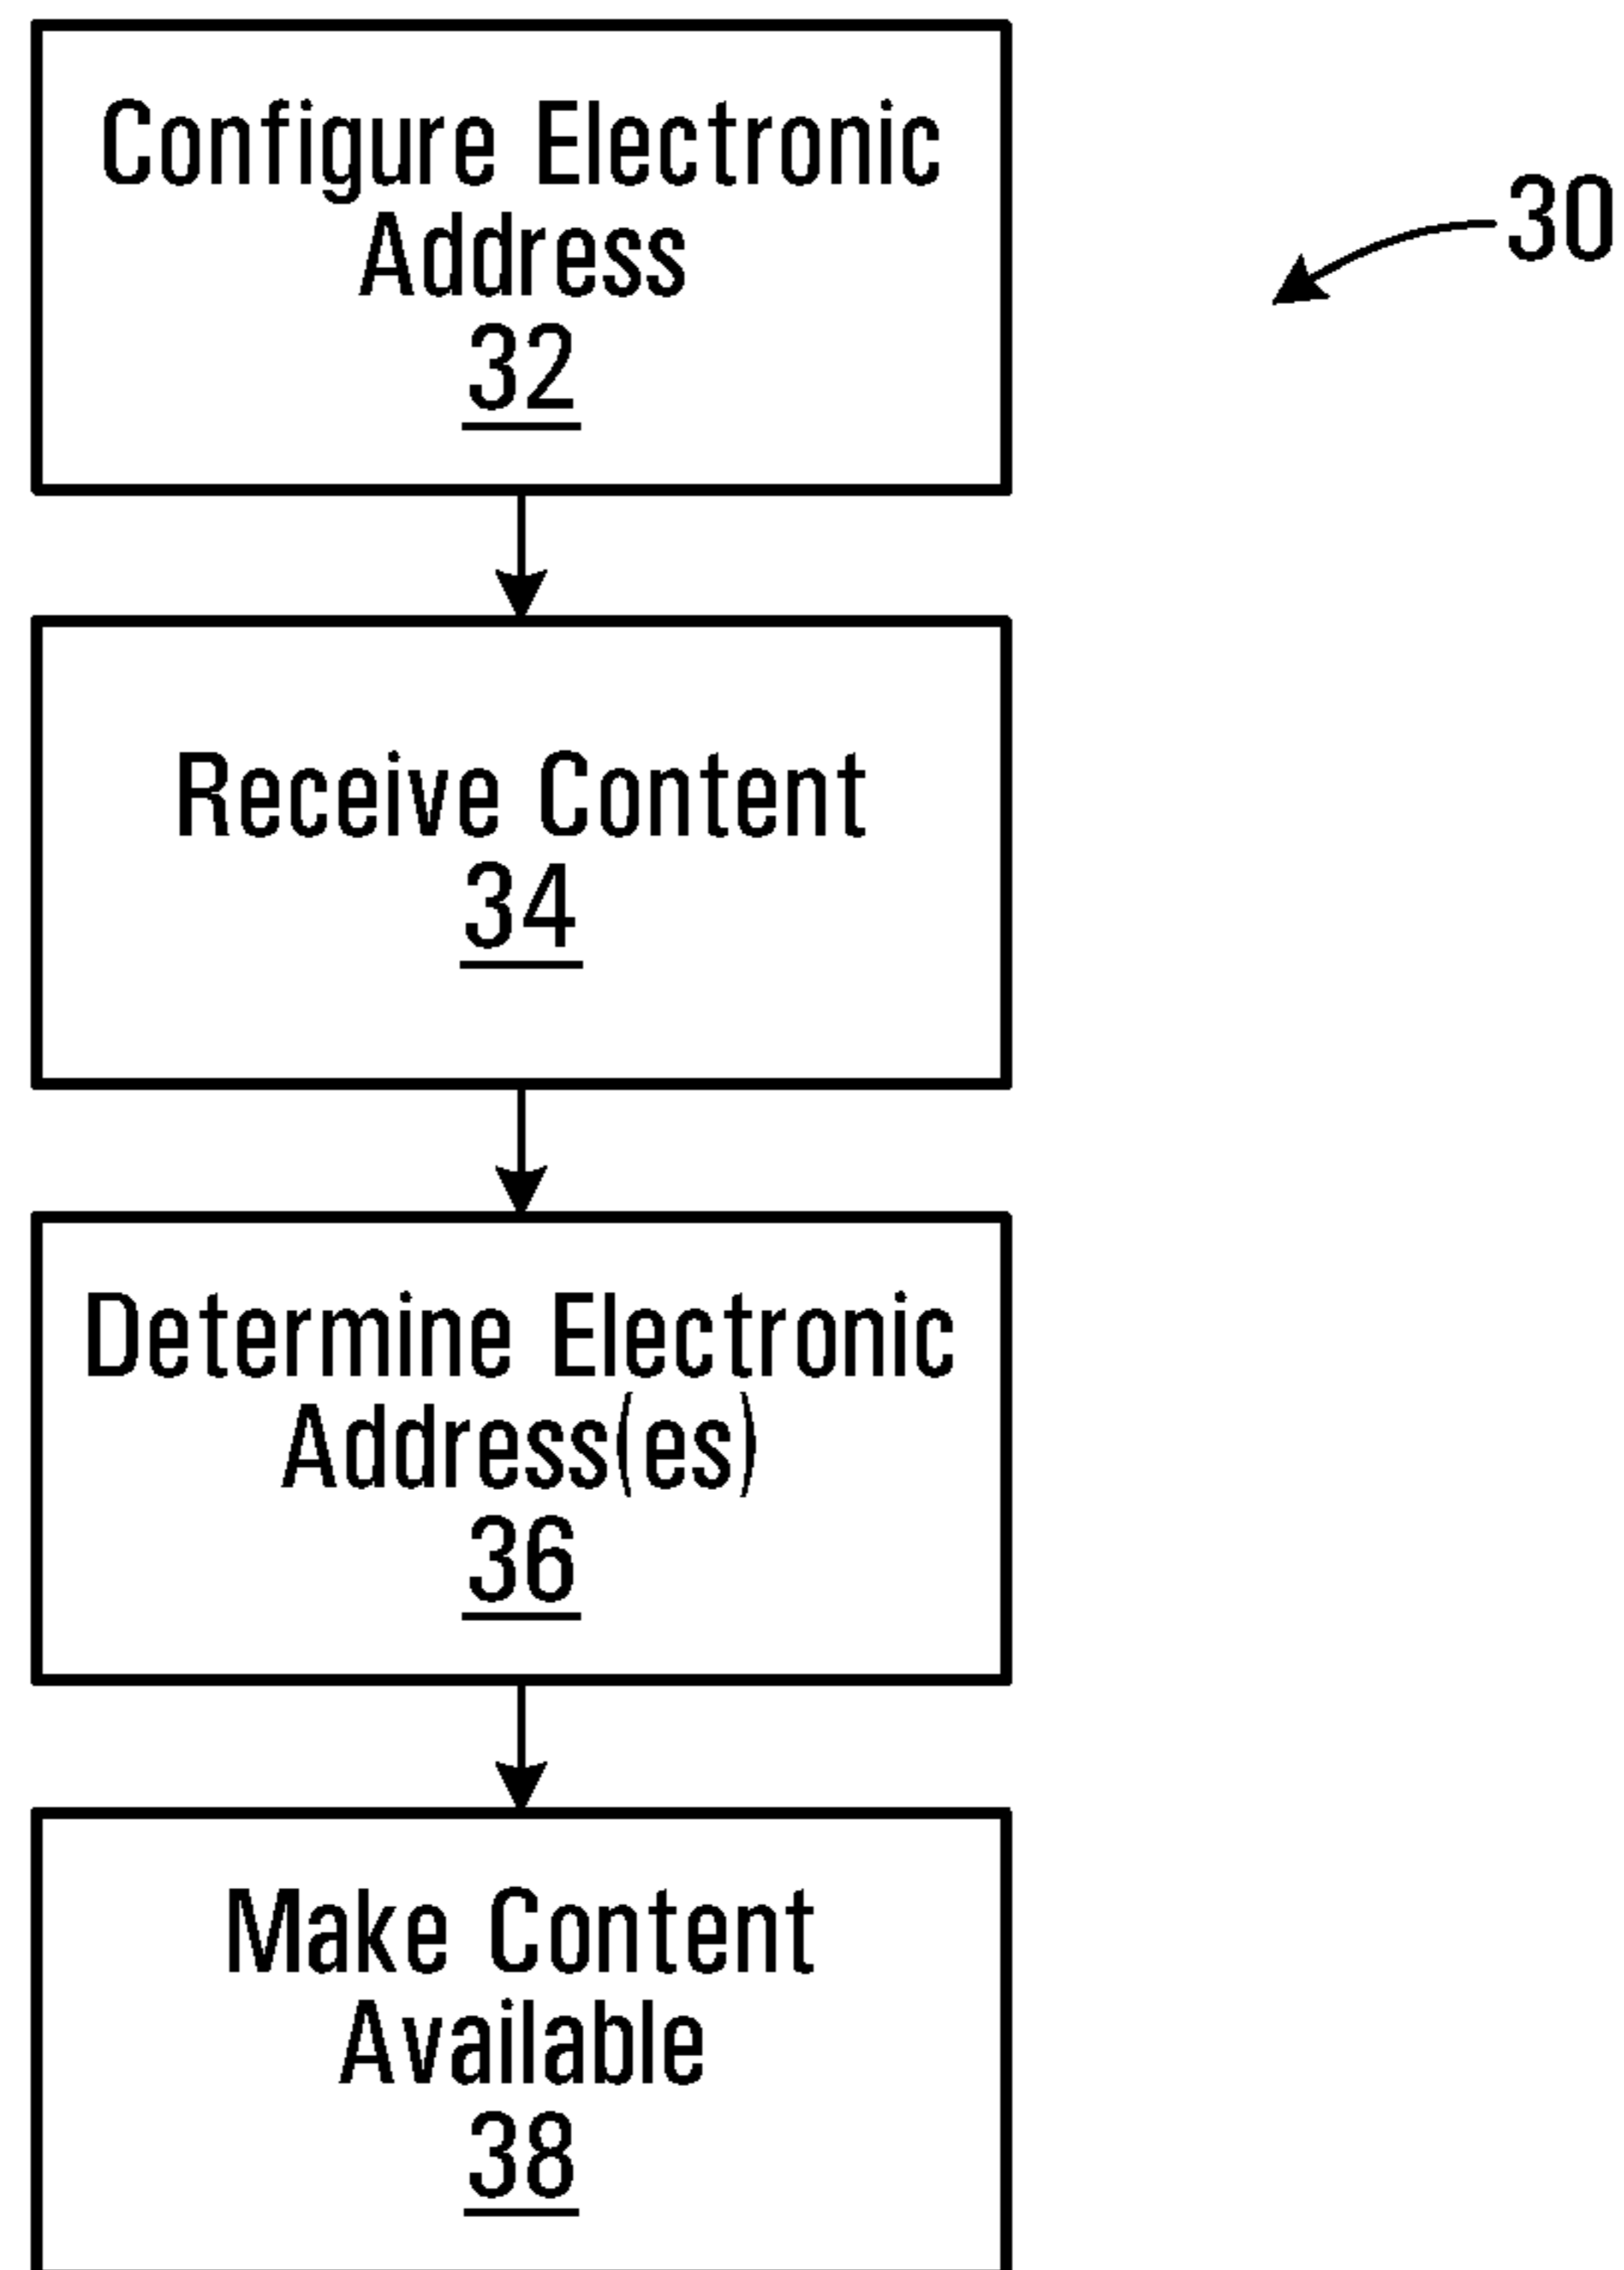 Configure Electronic
Address
32
30
Receive Content
34
Determine Electronic
Address(es)
36
Make Content
Available
38